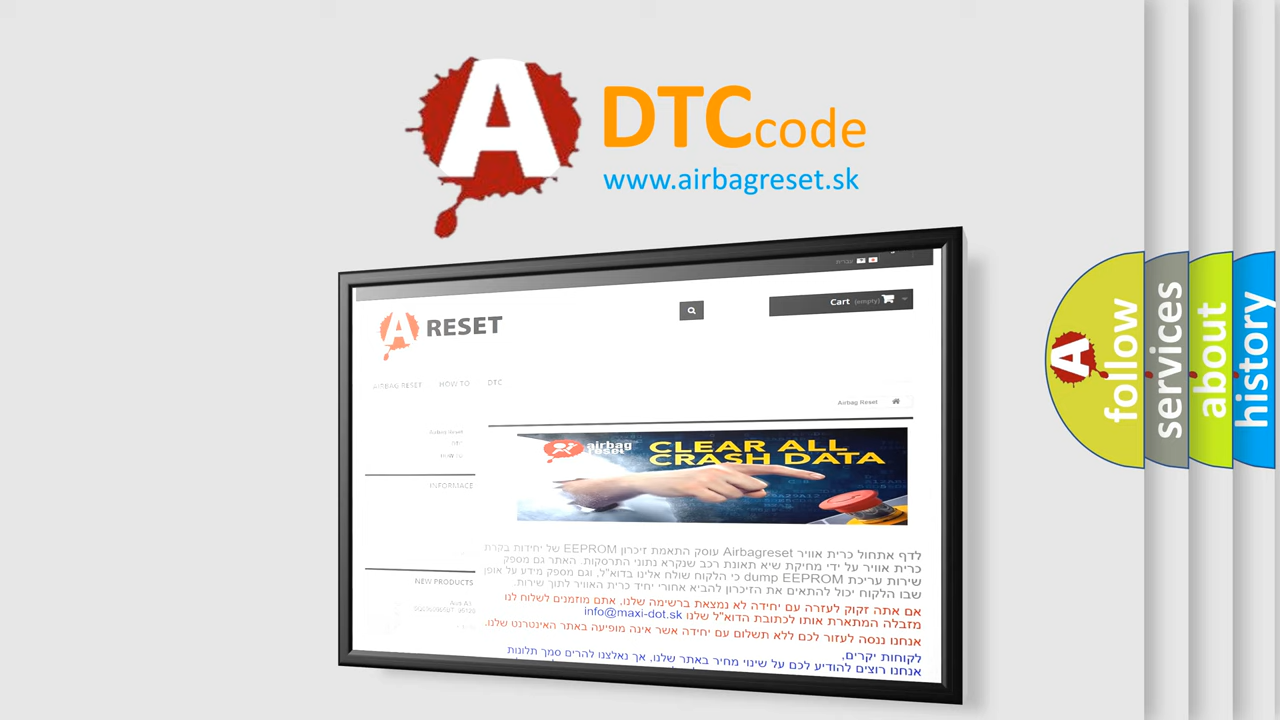 A
DTC code
www.airbagreset.sk
עברית
Cart (empty)
A RESET
AIRBAG RESET
HOW TO
DTC
Airbag Reset
Airbag Reset
HOW TO
INFORMACE
NEW PRODUCTS
airbag
reset
CLEAR ALL
CRASH DATA
לדף אתחול כרית אוויר Airbagreset עוסק התאמת זיכרון EEPROM של יחידות בקרת
כרית אוויר על ידי מחיקת שיא תאונת רכב שנקרא נתוני התרסקות. האתר גם מספק
שירות עריכת dump EEPROM כי הלקוח שולח אלינו בדוא"ל, וגם מספק מידע על אופן
שבו הלקוח יכול להתאים את הזיכרון להביא אחורי יחיד כרית האוויר לתוך שירות.
אם אתה זקוק לעזרה עם יחידה לא נמצאת ברשימה שלנו, אתם מוזמנים לשלוח לנו
מזבלה המתארת אותו לכתובת הדוא"ל שלנו info@maxi-dot.sk
אנחנו ננסה לעזור לכם ללא תשלום עם יחידה אשר אינה מופיעה באתר האינטרנט שלנו.
לקוחות יקרים,
אנחנו רוצים להודיע לכם על שינוי מחיר באתר שלנו, אך נאלצנו להרים סמך תלונות
A
follow
services
about
history